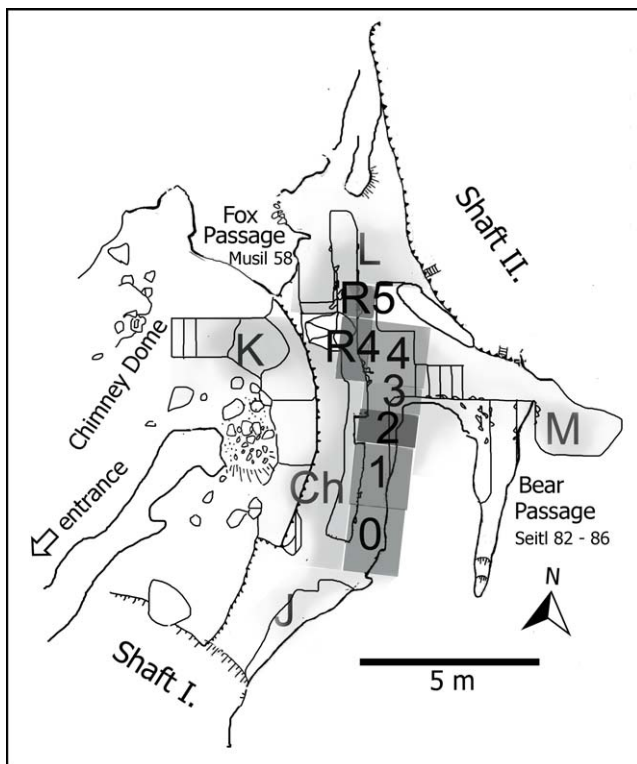 Fox
Passage
Musil 58
Shaft II.
L
R5
R4
4
K
3
Chimney Dome
2
M
1
Ch
entrance
Bear
Passage
Seitl 82 - 86
0
N
J
Shaft I.
5 m